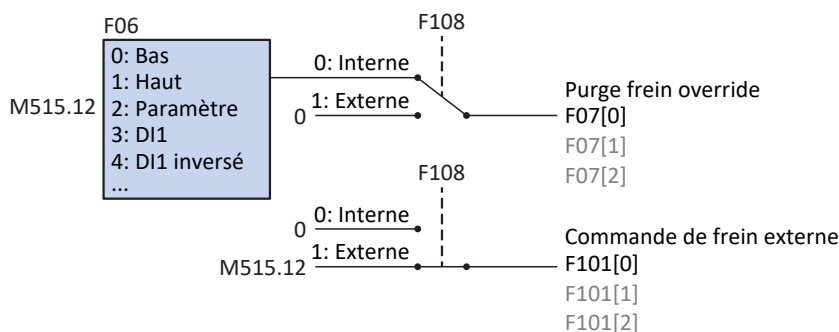 F06
F108
0: Bas
0: Interne
1: Haut
M515.12
2: Paramètre
1: Externe
Purge frein override
3: DI1
0
F07[0]
4: DI1 inversé
F07[1]
...
F108
F07[2]
0: Interne
0
Commande de frein externe
1: Externe
M515.12
F101[0]
F101[1]
F101[2]